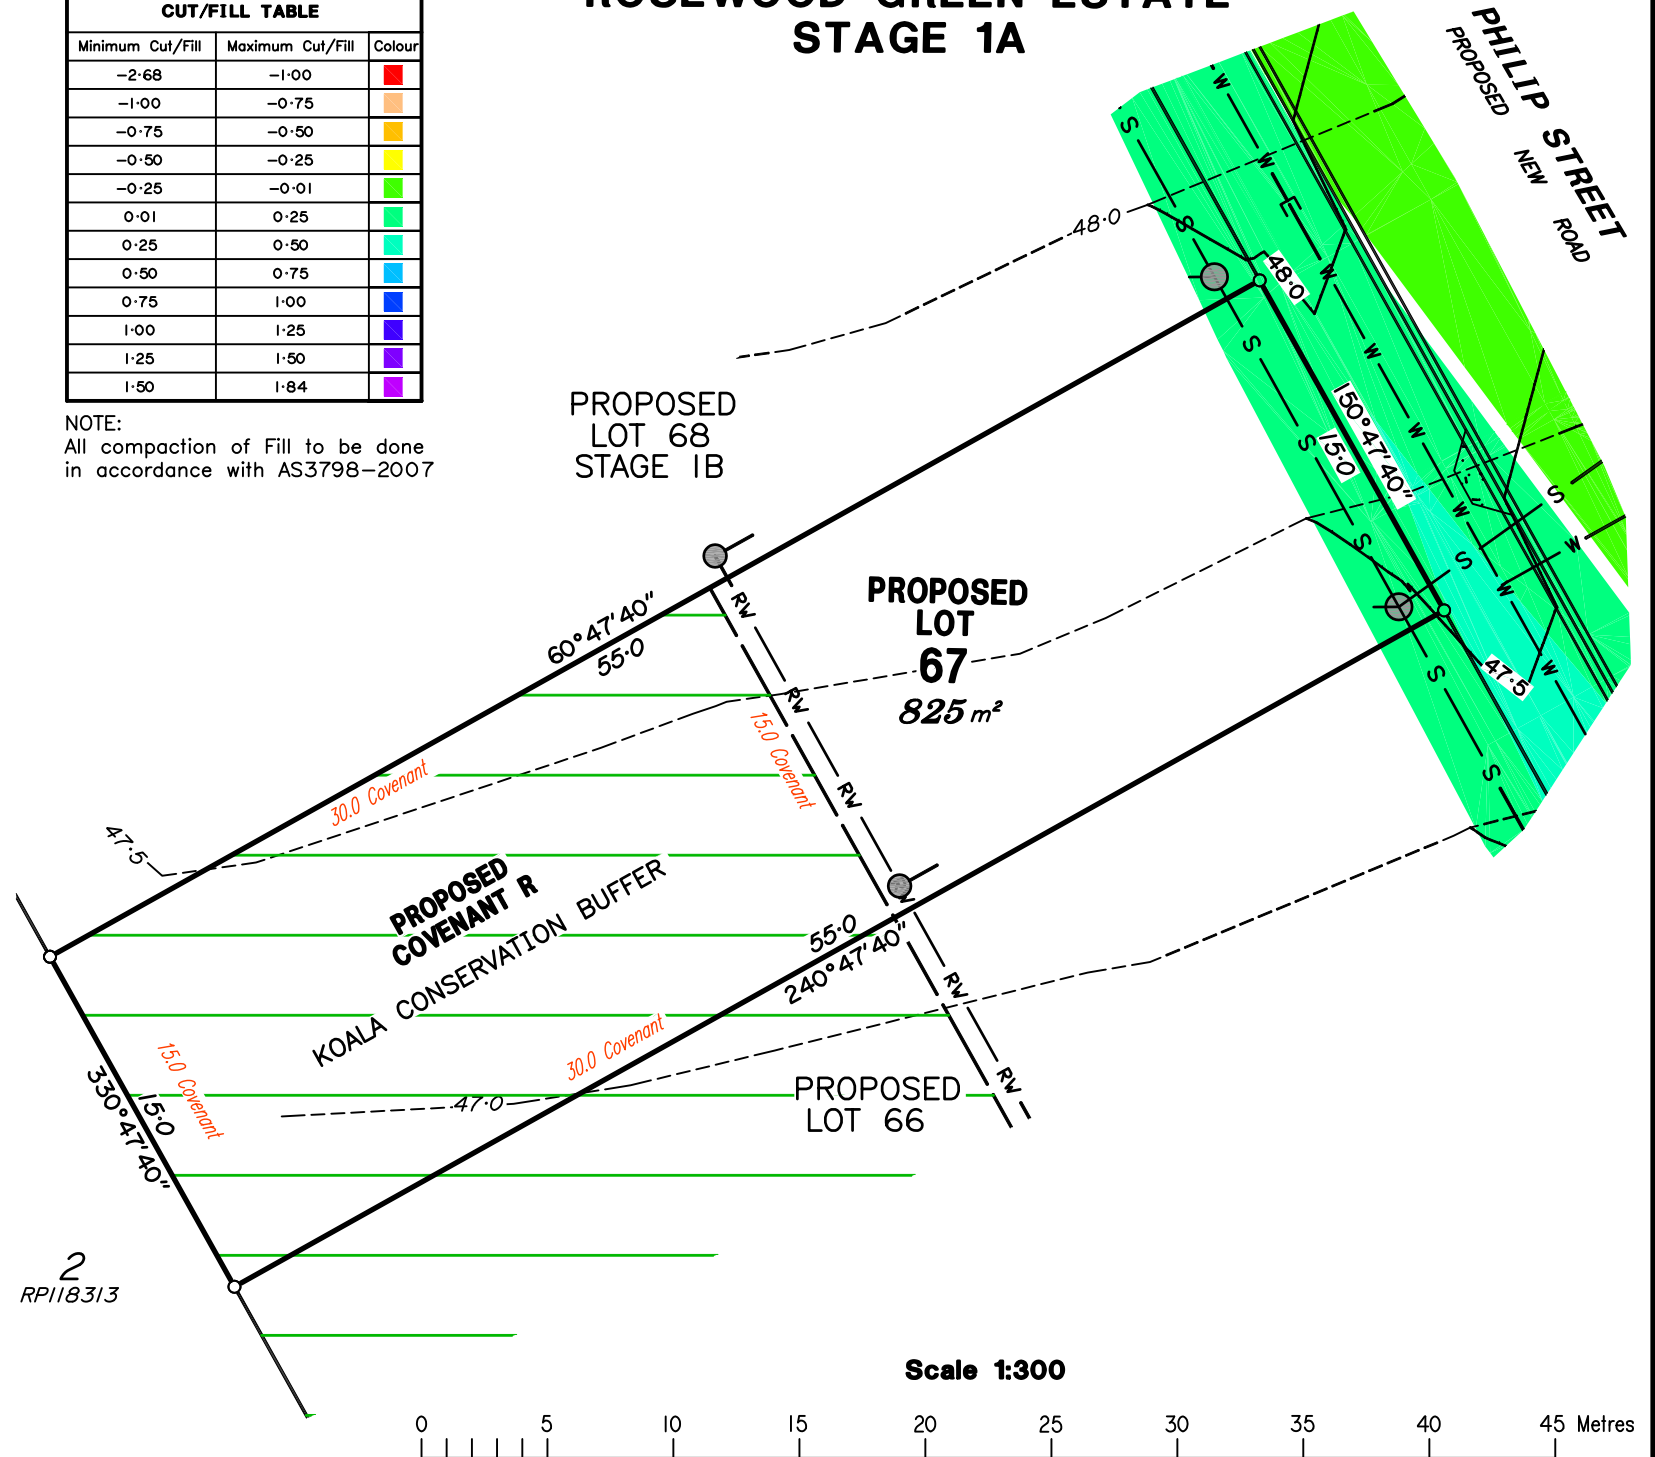 ROSEWOOD GREEN ESTATE
STAGE 1A
CUT/FILL TABLE
Minimum Cut/Fill Maximum Cut/Fill Colour
-2·68 -1·00
-1·00 -0·75
-0·75 -0·50
-0·50 -0·25
-0·25 -0·01
0·01 0·25
0·25 0·50
0·50 0·75
0·75 1·00
1·00 1·25
1·25 1·50
1·50 1·84
NOTE:
All compaction of Fill to be done
in accordance with AS3798-2007
PHILIP STREET
PROPOSED NEW ROAD
S
W
W
S
48·0
48·0
W
S
W
150°47'40"
15·0
W
S
W
S
S
W
S
W
W
S
47·5
W
S
PROPOSED
LOT 68
STAGE 1B
PROPOSED
LOT
67
825 m²
60°47'40"
55·0
RW
RW
15.0 Covenant
RW
30.0 Covenant
47·5
PROPOSED
COVENANT R
KOALA CONSERVATION BUFFER
55·0
240°47'40"
RW
30.0 Covenant
15.0 Covenant
330°47'40"
15·0
47·0
RW
PROPOSED
LOT 66
2
RP118313
Scale 1:300
0 5 10 15 20 25 30 35 40 45 Metres